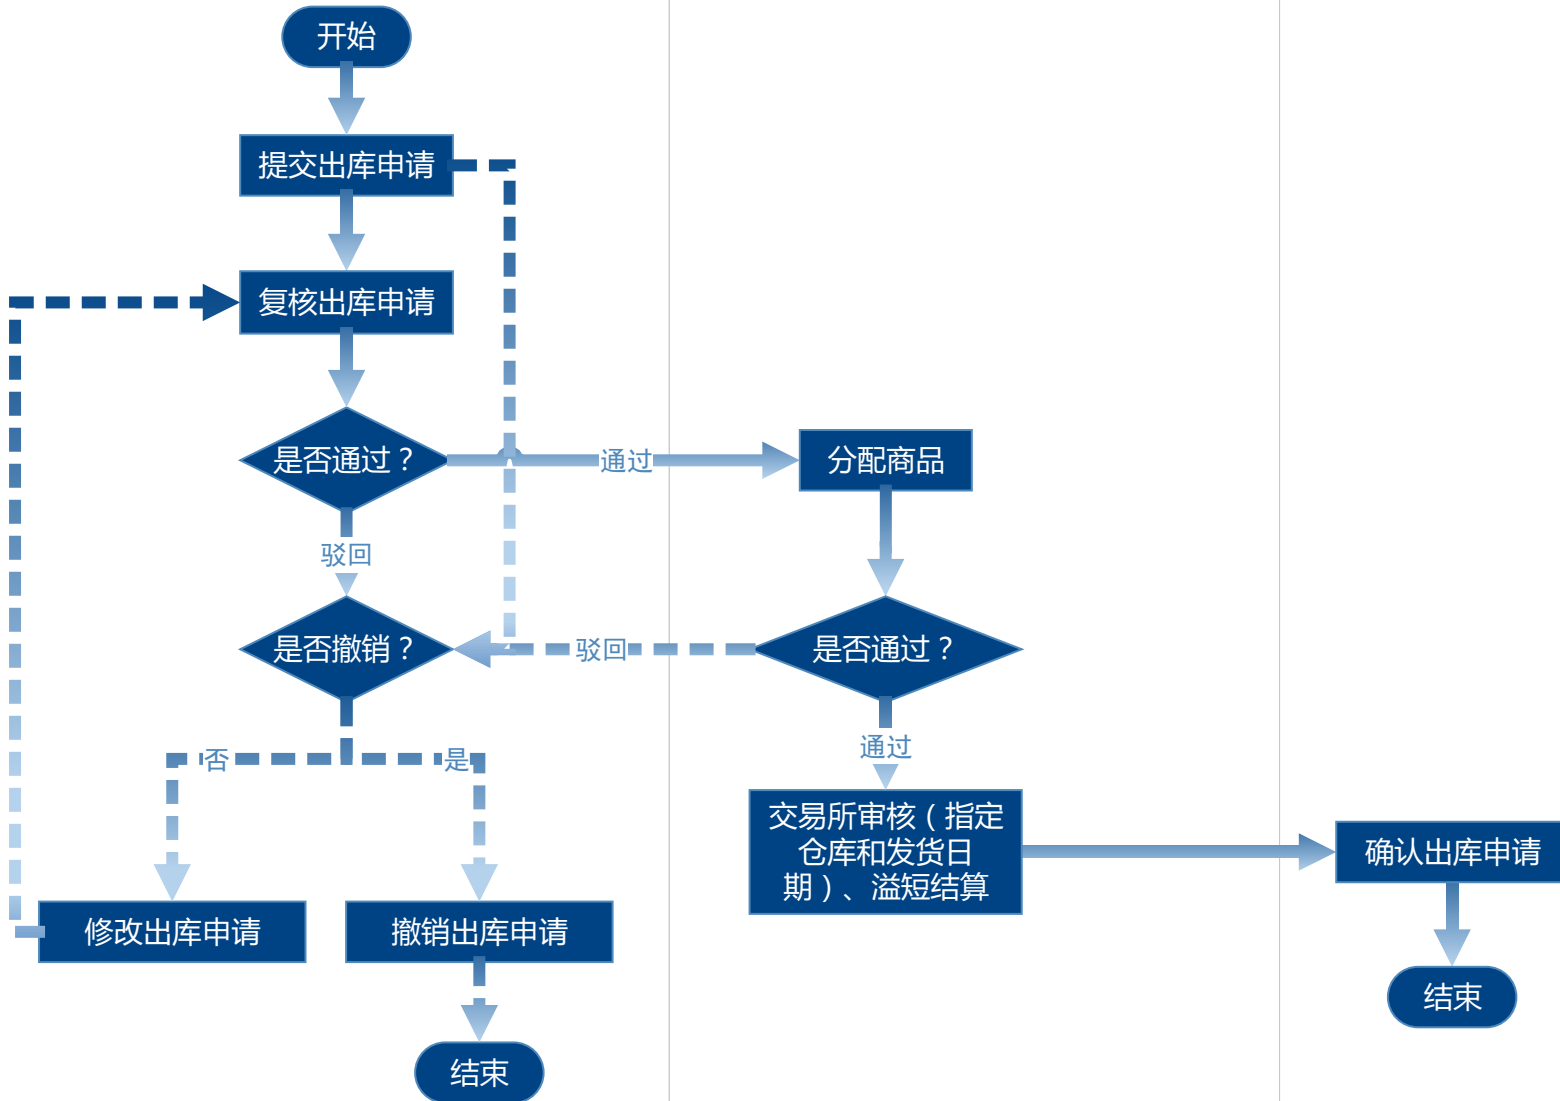 开始
提交出库申请
复核出库申请
是否通过？
通过
分配商品
驳回
是否撤销？
驳回
是否通过？
否
是
通过
交易所审核（指定
仓库和发货日
期）、溢短结算
确认出库申请
修改出库申请
撤销出库申请
结束
结束